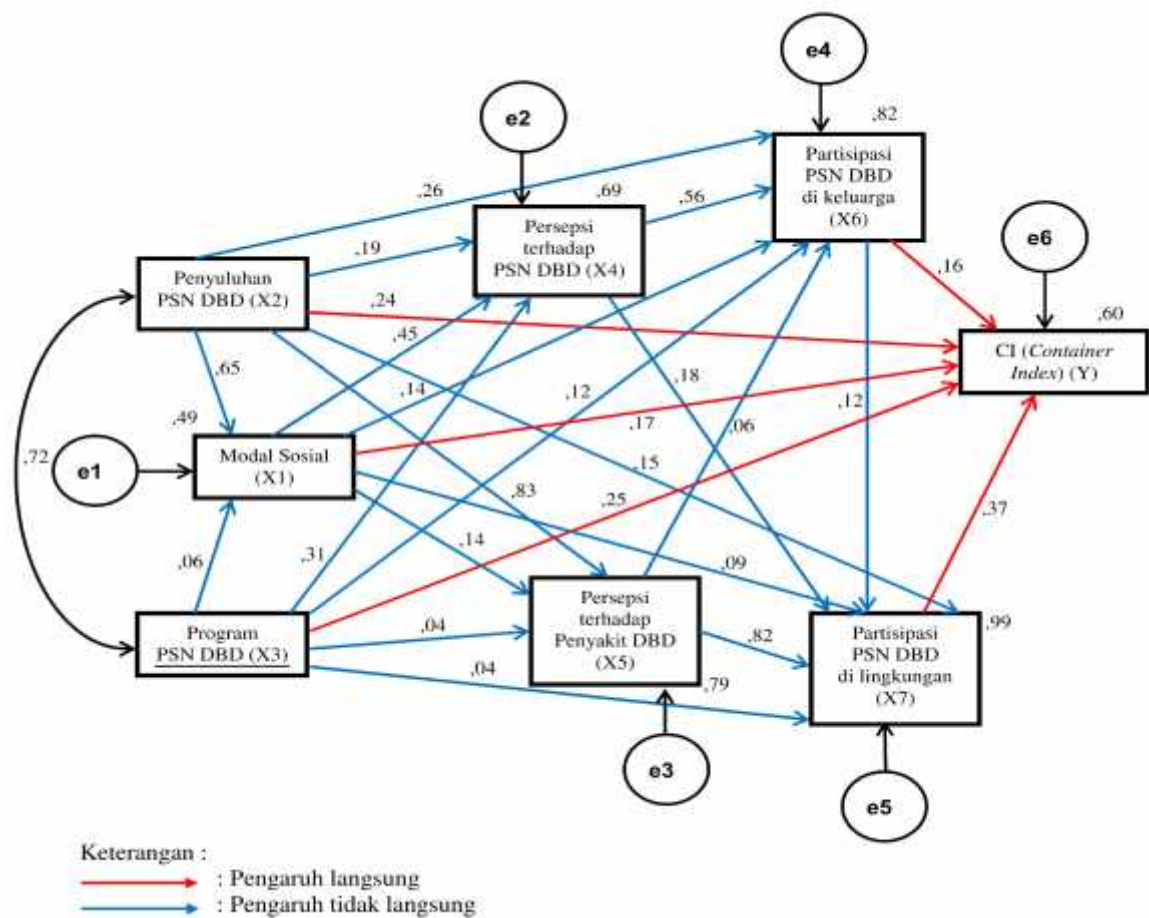 e4
,82
e2
Partisipasi
PSN DBD
di keluarga
(X6)
,26
,69
,56
Persepsi
terhadap
PSN DBD (X4)
e6
,19
,16
Penyuluhan
PSN DBD (X2)
,24
,60
CI (Container
Index) (Y)
,45
,65
,14
,12
,18
,12
,49
,17
,06
,72
e1
Modal Sosial
(X1)
,15
,83
,25
,37
,14
,09
,06
,31
Persepsi
terhadap
Penyakit DBD
(X5)
Program
PSN DBD (X3)
,04
,82
,99
Partisipasi
PSN DBD
di lingkungan
(X7)
,04
,79
e3
e5
Keterangan :
: Pengaruh langsung
: Pengaruh tidak langsung